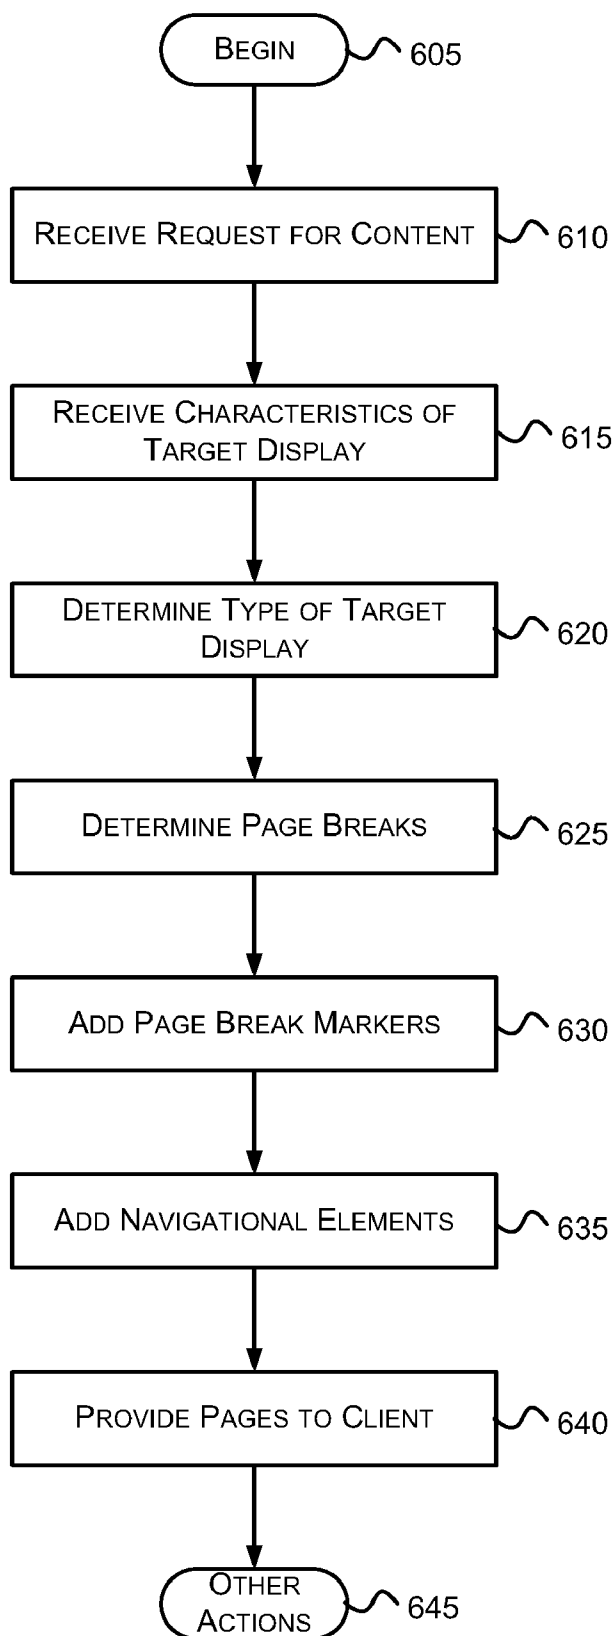 BEGIN
605
RECEIVE REQUEST FOR CONTENT
610
RECEIVE CHARACTERISTICS OF
TARGET DISPLAY
615
DETERMINE TYPE OF TARGET
DISPLAY
620
DETERMINE PAGE BREAKS
625
ADD PAGE BREAK MARKERS
630
ADD NAVIGATIONAL ELEMENTS
635
PROVIDE PAGES TO CLIENT
640
OTHER
ACTIONS
645